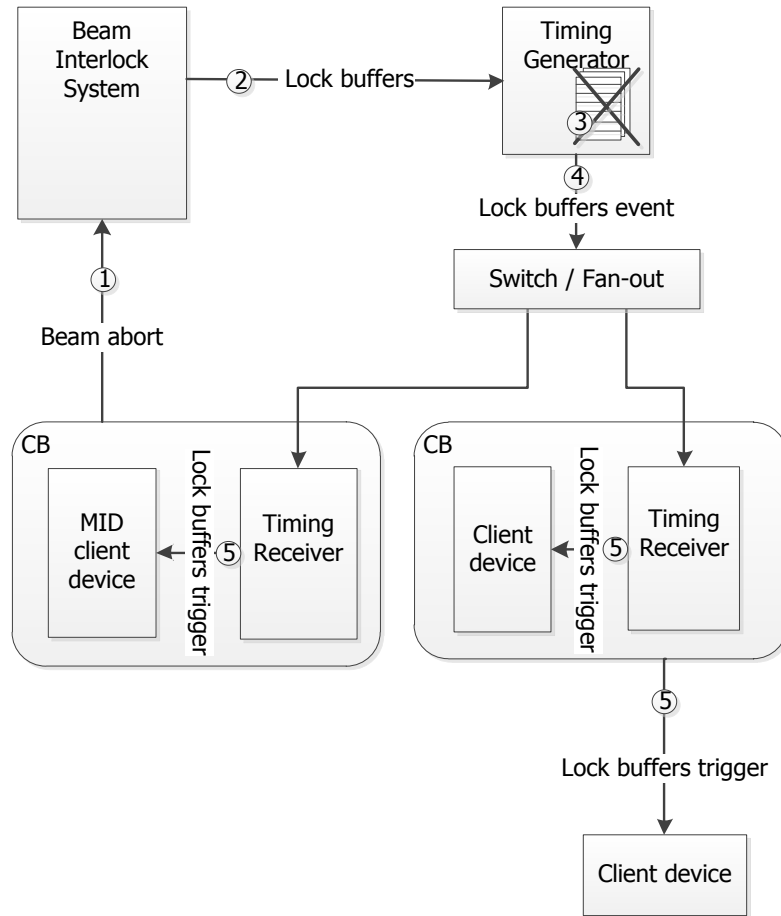 Beam
Interlock
System
2
Lock buffers
Timing
Generator
3
4
Lock buffers event
Switch / Fan-out
1
Beam abort
CB
MID
client
device
Lock buffers trigger
5
Timing
Receiver
CB
Client
device
Lock buffers trigger
5
Timing
Receiver
5
Lock buffers trigger
Client device